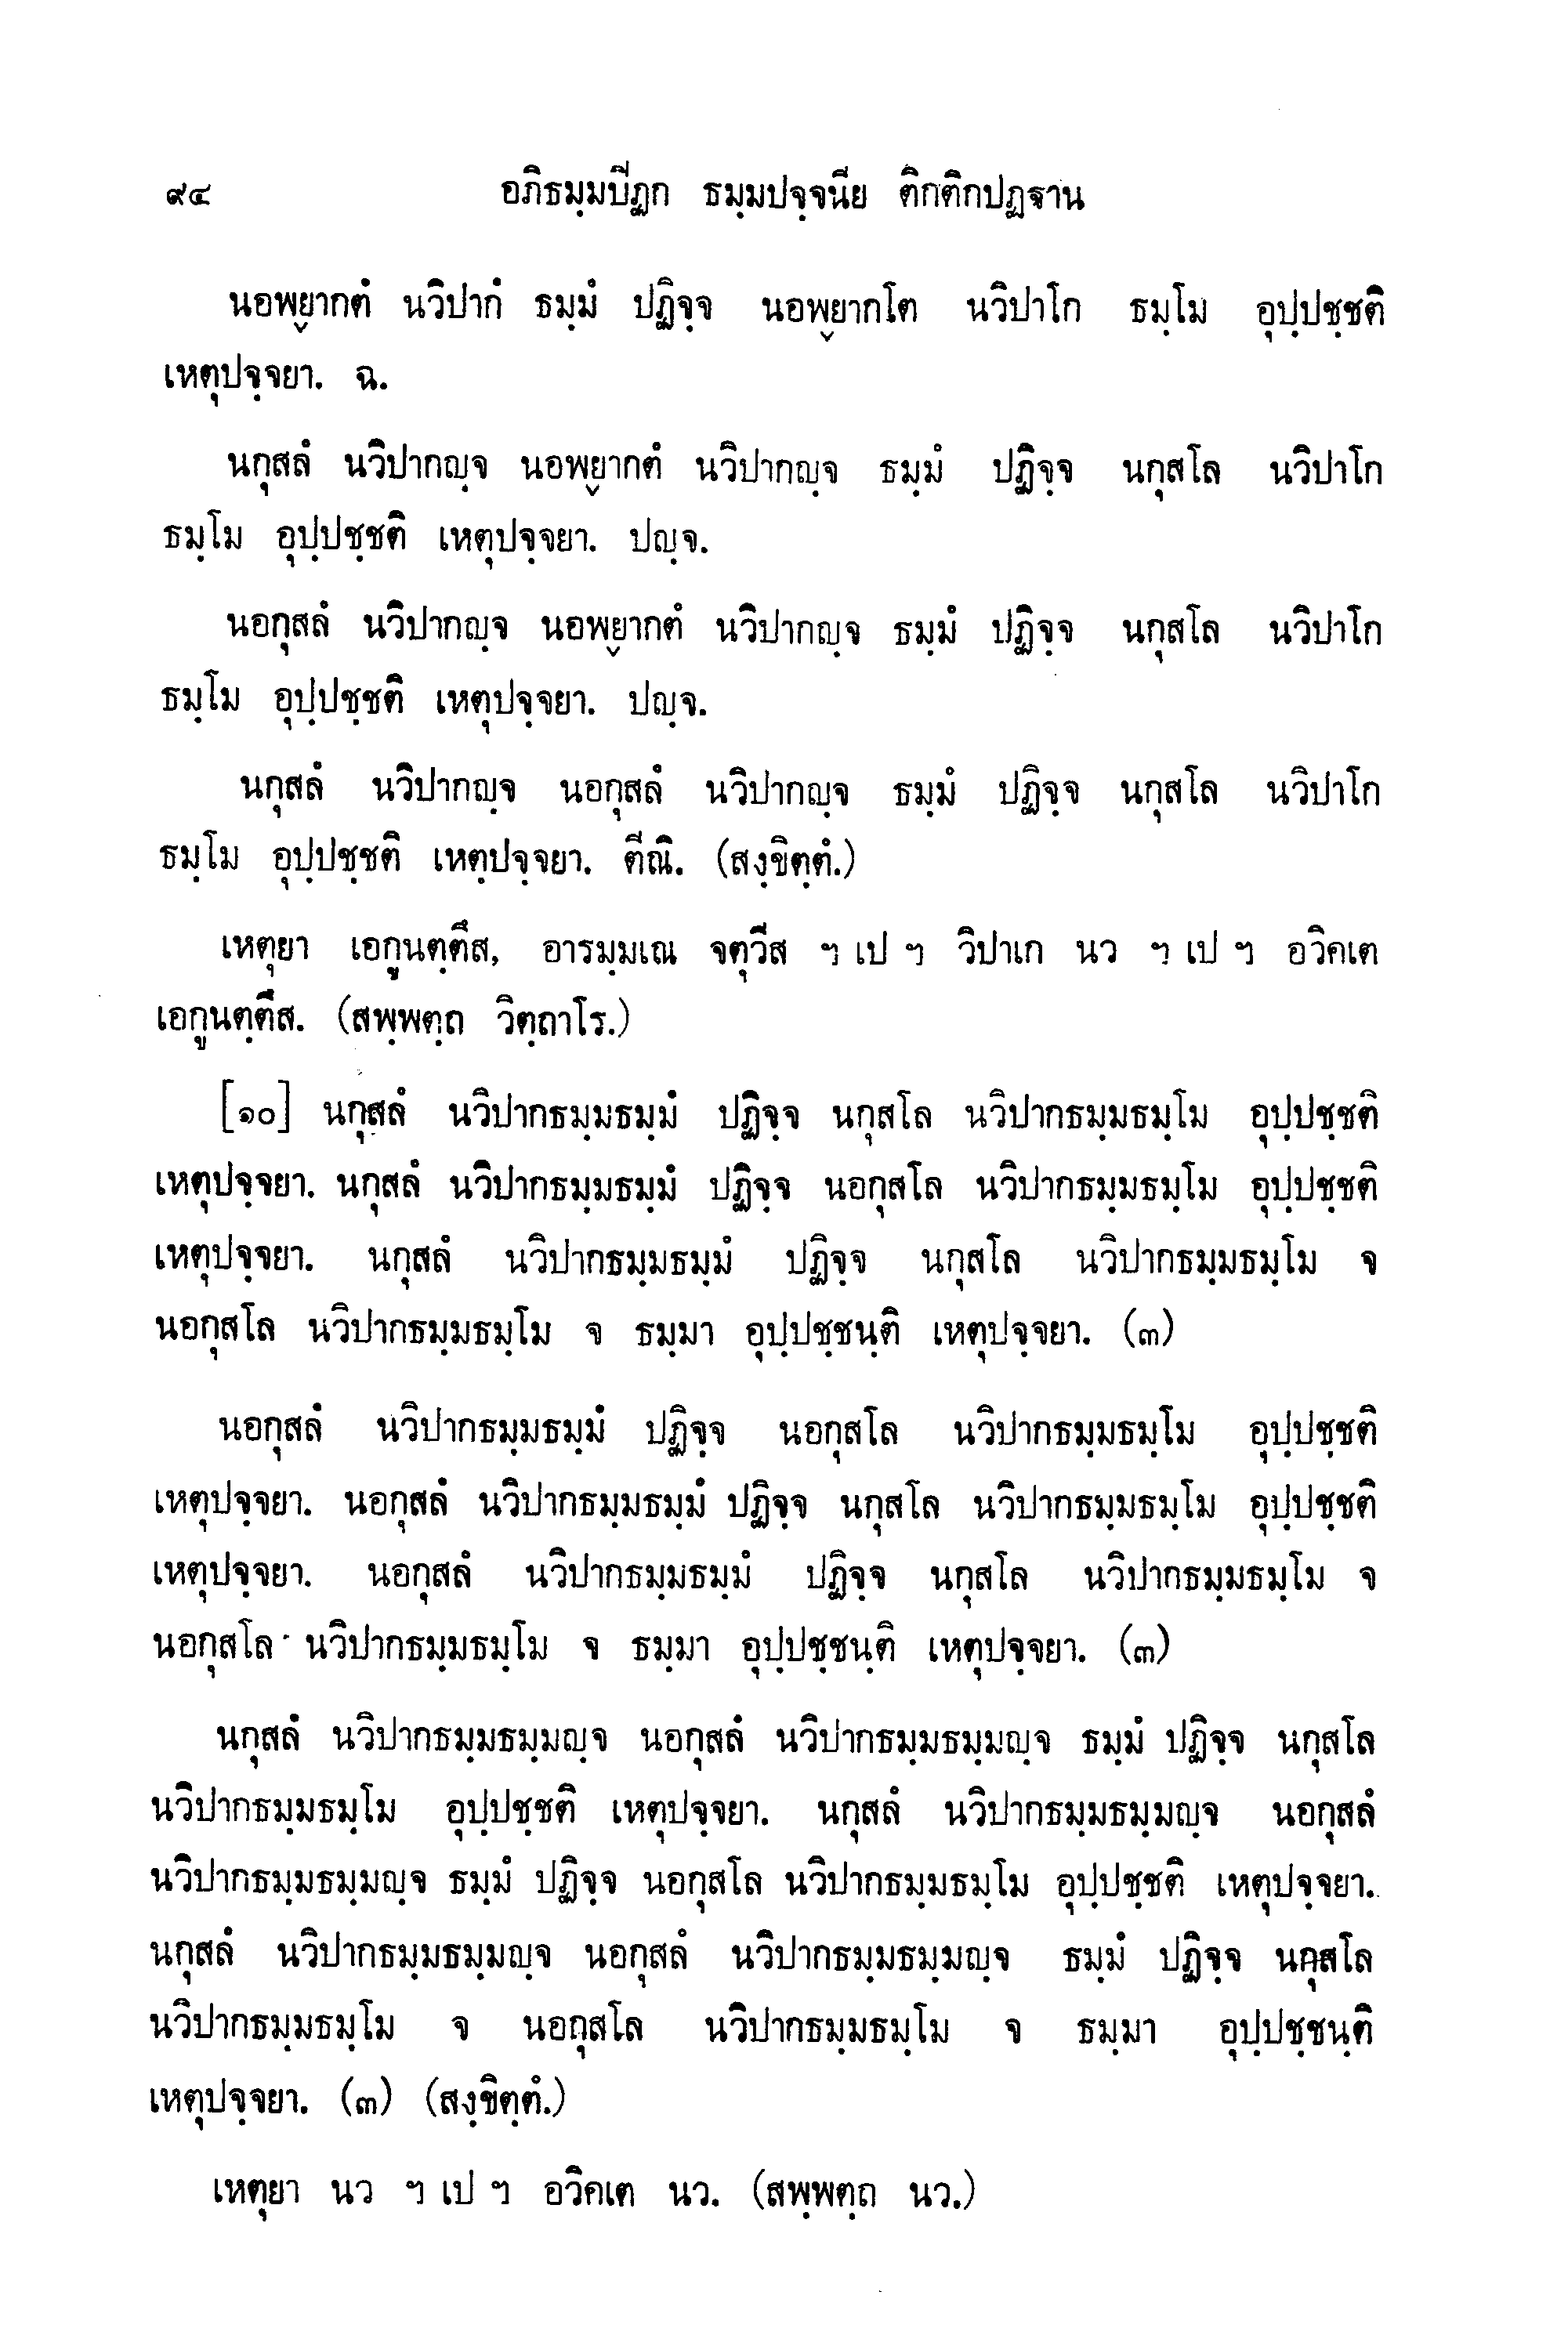 ๙๔ อภิธมฺมปีฏก ธมฺมปจฺจนีย ติกติกปฏฺฐาน
นอพฺยากตํ นวิปากํ ธมฺมํ ปฏิจฺจ นอพฺยากโต นวิปาโก ธมฺโม อุปฺปชฺชติ
เหตุปจฺจยา. ฉ.
นกุสลํ นวิปากญฺจ นอพฺยากตํ นวิปากญฺจ ธมฺมํ ปฏิจฺจ นกุสโล นวิปาโก
ธมฺโม อุปฺปชฺชติ เหตุปจฺจยา. ปญฺจ.
นอกุสลํ นวิปากญฺจ นอพฺยากตํ นวิปากญฺจ ธมฺมํ ปฏิจฺจ นกุสโล นวิปาโก
ธมฺโม อุปฺปชฺชติ เหตุปจฺจยา. ปญฺจ.
นกุสลํ นวิปากญฺจ นอกุสลํ นวิปากญฺจ ธมฺมํ ปฏิจฺจ นกุสโล นวิปาโก
ธมฺโม อุปฺปชฺชติ เหตุปจฺจยา. ตีณิ. (สงฺขิตฺตํ.)
เหตุยา เอกูนตฺตึส, อารมฺมเณ จตุวีส ฯ เป ฯ วิปาเก นว ฯ เป ฯ อวิคเต
เอกูนตฺตึส. (สพฺพตฺถ วิตฺถาโร.)
[๑๐] นกุสลํ นวิปากธมฺมธมฺมํ ปฏิจฺจ นกุสโล นวิปากธมฺมธมฺโม อุปฺปชฺชติ
เหตุปจฺจยา. นกุสลํ นวิปากธมฺมธมฺมํ ปฏิจฺจ นอกุสโล นวิปากธมฺมธมฺโม อุปฺปชฺชติ
เหตุปจฺจยา. นกุสลํ นวิปากธมฺมธมฺมํ ปฏิจฺจ นกุสโล นวิปากธมฺมธมฺโม จ
นอกุสโล นวิปากธมฺมธมฺโม จ ธมฺมา อุปฺปชฺชนฺติ เหตุปจฺจยา. (๓)
นอกุสลํ นวิปากธมฺมธมฺมํ ปฏิจฺจ นอกุสโล นวิปากธมฺมธมฺโม อุปฺปชฺชติ
เหตุปจฺจยา. นอกุสลํ นวิปากธมฺมธมฺมํ ปฏิจฺจ นกุสโล นวิปากธมฺมธมฺโม อุปฺปชฺชติ
เหตุปจฺจยา. นอกุสลํ นวิปากธมฺมธมฺมํ ปฏิจฺจ นกุสโล นวิปากธมฺมธมฺโม จ
นอกุสโล นวิปากธมฺมธมฺโม จ ธมฺมา อุปฺปชฺชนฺติ เหตุปจฺจยา. (๓)
นกุสลํ นวิปากธมฺมธมฺมญฺจ นอกุสลํ นวิปากธมฺมธมฺมญฺจ ธมฺมํ ปฏิจฺจ นกุสโล
นวิปากธมฺมธมฺโม อุปฺปชฺชติ เหตุปจฺจยา. นกุสลํ นวิปากธมฺมธมฺมญฺจ นอกุสลํ
นวิปากธมฺมธมฺมญฺจ ธมฺมํ ปฏิจฺจ นอกุสโล นวิปากธมฺมธมฺโม อุปฺปชฺชติ เหตุปจฺจยา.
นกุสลํ นวิปากธมฺมธมฺมญฺจ นอกุสลํ นวิปากธมฺมธมฺมญฺจ ธมฺมํ ปฏิจฺจ นกุสโล
นวิปากธมฺมธมฺโม จ นอกุสโล นวิปากธมฺมธมฺโม จ ธมฺมา อุปฺปชฺชนฺติ
เหตุปจฺจยา. (๓) (สงฺขิตฺตํ.)
เหตุยา นว ฯ เป ฯ อวิคเต นว. (สพฺพตฺถ นว.)